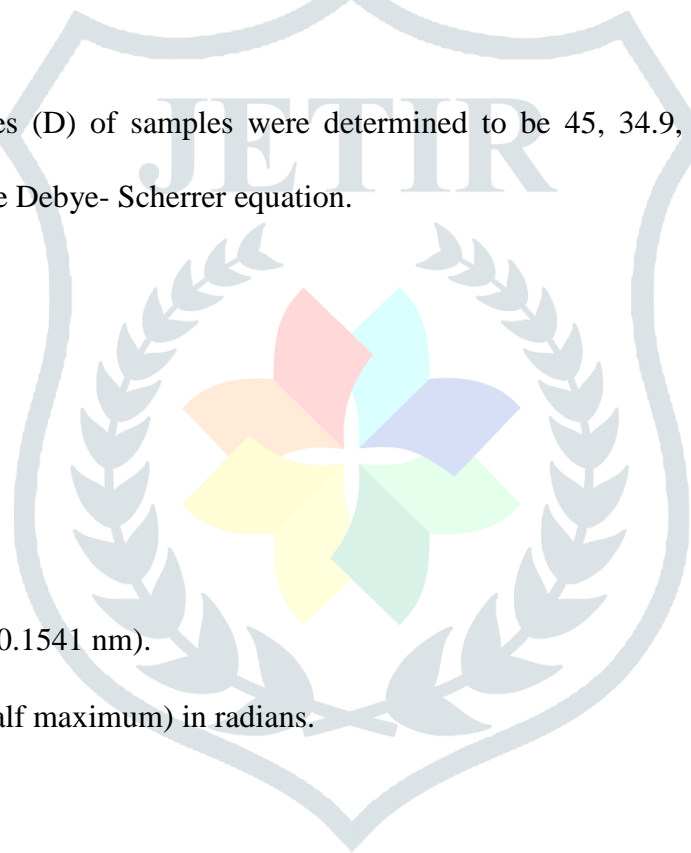 JETIR
es (D) of samples were determined to be 45, 34.9,
e Debye- Scherrer equation.
0.1541 nm).
alf maximum) in radians.